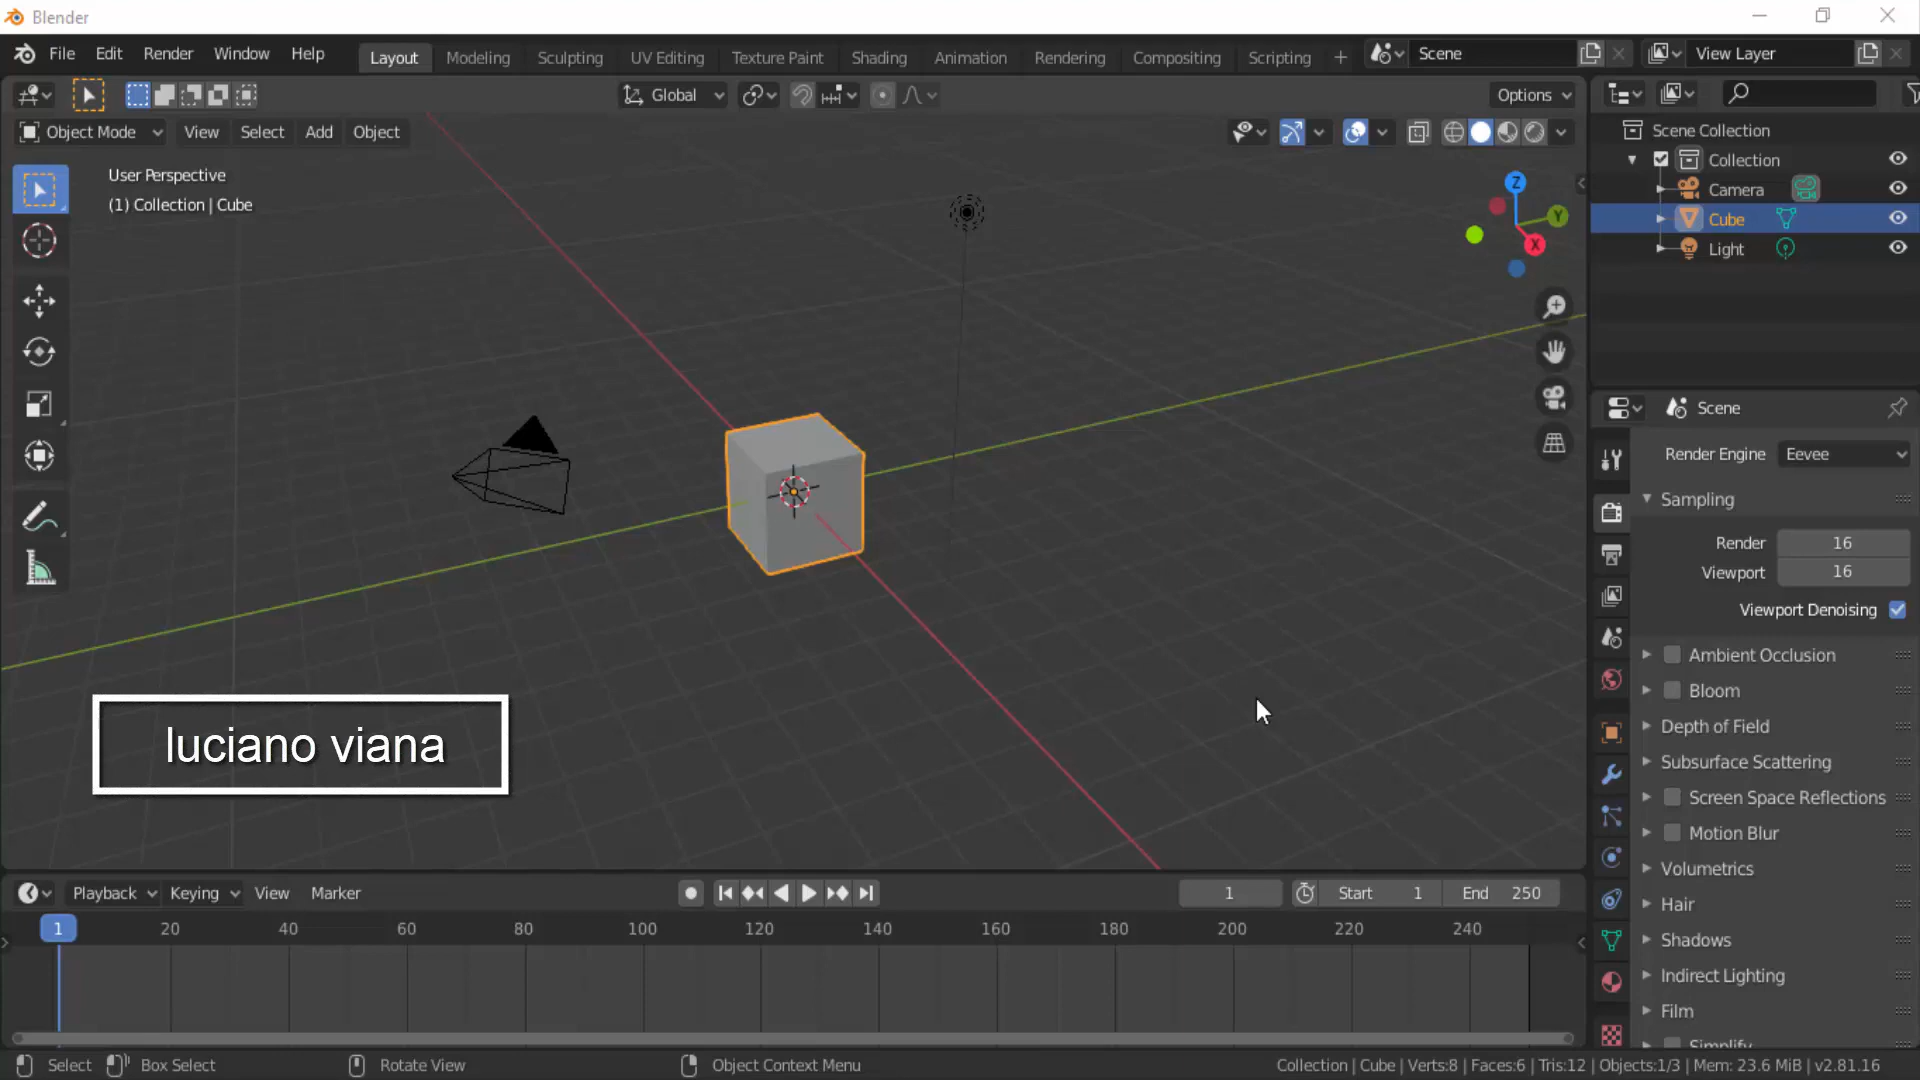 Blender
File Edit Render Window Help Layout Modeling Sculpting UV Editing Texture Paint Shading Animation Rendering Compositing Scripting + Scene View Layer
Global Options
Object Mode View Select Add Object
User Perspective
(1) Collection | Cube
Z
Y
X
Scene Collection
Collection
Camera
Cube
Light
Scene
Render Engine Eevee
Sampling
Render 16
Viewport 16
Viewport Denoising
Ambient Occlusion
Bloom
Depth of Field
Subsurface Scattering
Screen Space Reflections
Motion Blur
Volumetrics
Hair
Shadows
Indirect Lighting
Film
Simplify
luciano viana
Playback Keying View Marker 1 Start 1 End 250
1 20 40 60 80 100 120 140 160 180 200 220 240
Select Box Select Rotate View Object Context Menu Collection | Cube | Verts:8 | Faces:6 | Tris:12 | Objects:1/3 | Mem: 23.6 MiB | v2.81.16